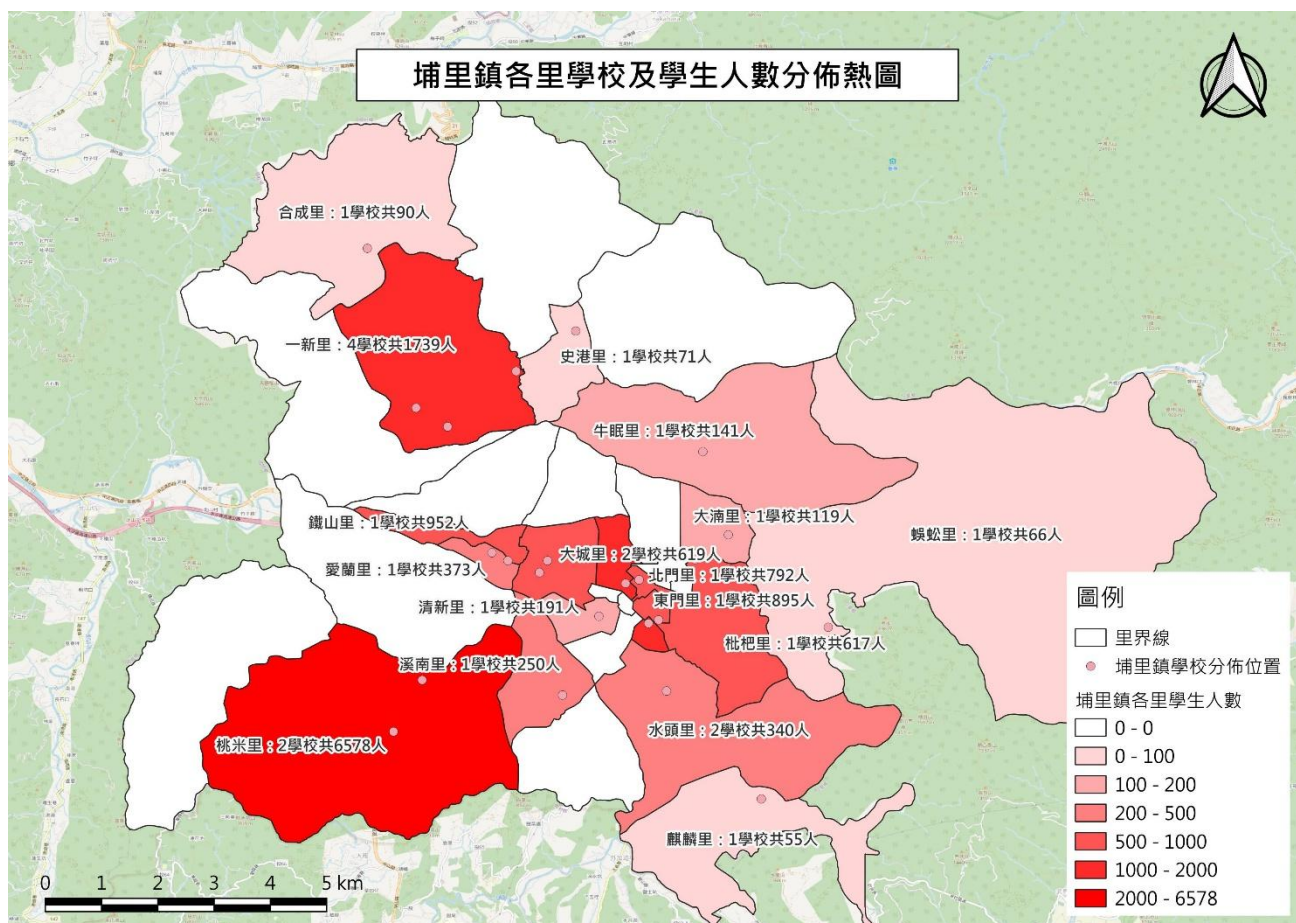 埔里鎮各里學校及學生人數分佈熱圖
合成里：1學校共90人
一新里：4學校共1739人
史港里：1學校共71人
牛眠里：1學校共141人
鐵山里：1學校共952人
大湳里：1學校共119人
蜈蚣里：1學校共66人
愛蘭里：1學校共373人
大城里：2學校共619人
北門里：1學校共792人
清新里：1學校共191人
東門里：1學校共895人
枇杷里：1學校共617人
溪南里：1學校共250人
水頭里：2學校共340人
桃米里：2學校共6578人
麒麟里：1學校共55人
圖例
里界線
埔里鎮學校分佈位置
埔里鎮各里學生人數
0 - 0
0 - 100
100 - 200
200 - 500
500 - 1000
1000 - 2000
2000 - 6578
0 1 2 3 4 5 km